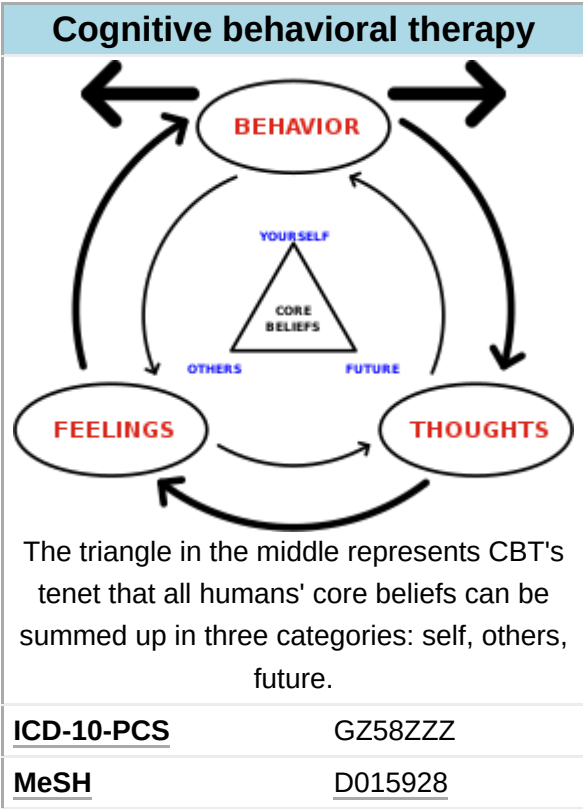 Cognitive behavioral therapy
BEHAVIOR
YOURSELF
CORE
BELIEFS
OTHERS
FUTURE
FEELINGS
THOUGHTS
The triangle in the middle represents CBT's
tenet that all humans' core beliefs can be
summed up in three categories: self, others,
future.
ICD-10-PCS GZ58ZZZ
MeSH D015928